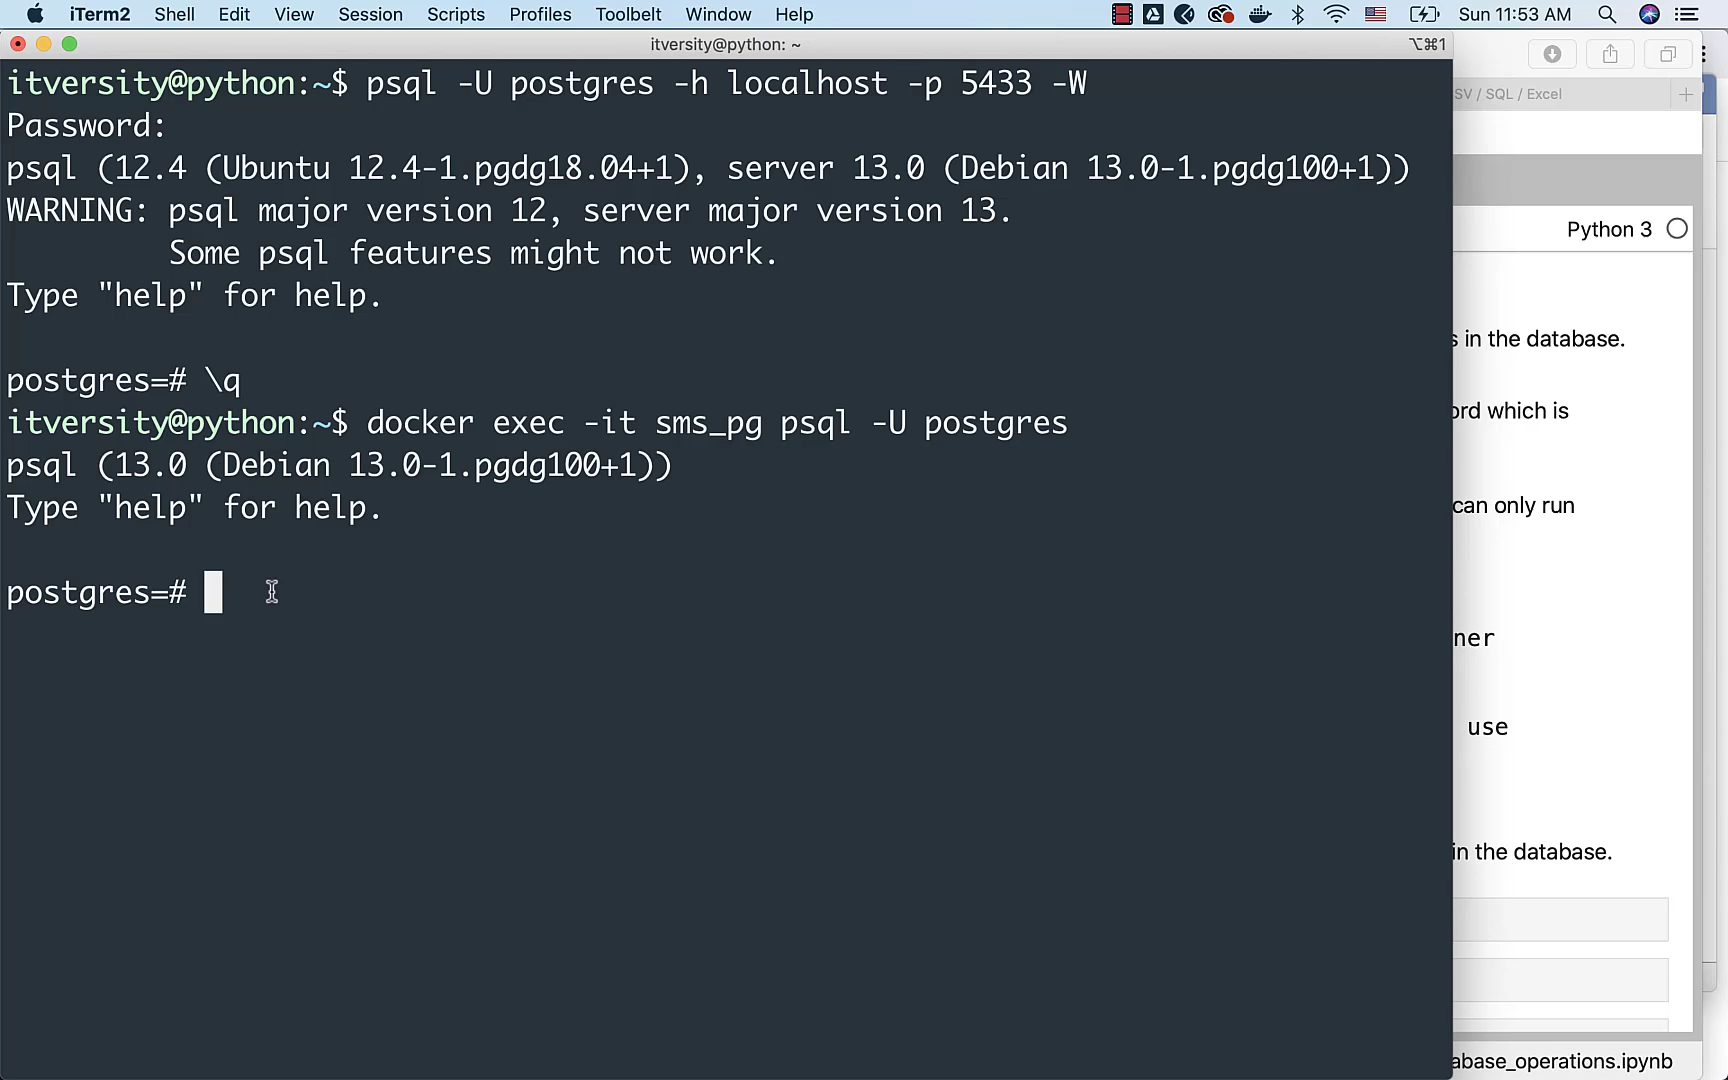 iTerm2 Shell Edit View Session Scripts Profiles Toolbelt Window Help Sun 11:53 AM
itversity@python: ~ ⌥⌘1
itversity@python:~$ psql -U postgres -h localhost -p 5433 -W
Password:
psql (12.4 (Ubuntu 12.4-1.pgdg18.04+1), server 13.0 (Debian 13.0-1.pgdg100+1))
WARNING: psql major version 12, server major version 13.
Some psql features might not work.
Type "help" for help.
postgres=# \q
itversity@python:~$ docker exec -it sms_pg psql -U postgres
psql (13.0 (Debian 13.0-1.pgdg100+1))
Type "help" for help.
postgres=#
SV / SQL / Excel
Python 3
s in the database.
ord which is
can only run
ner
use
in the database.
abase_operations.ipynb